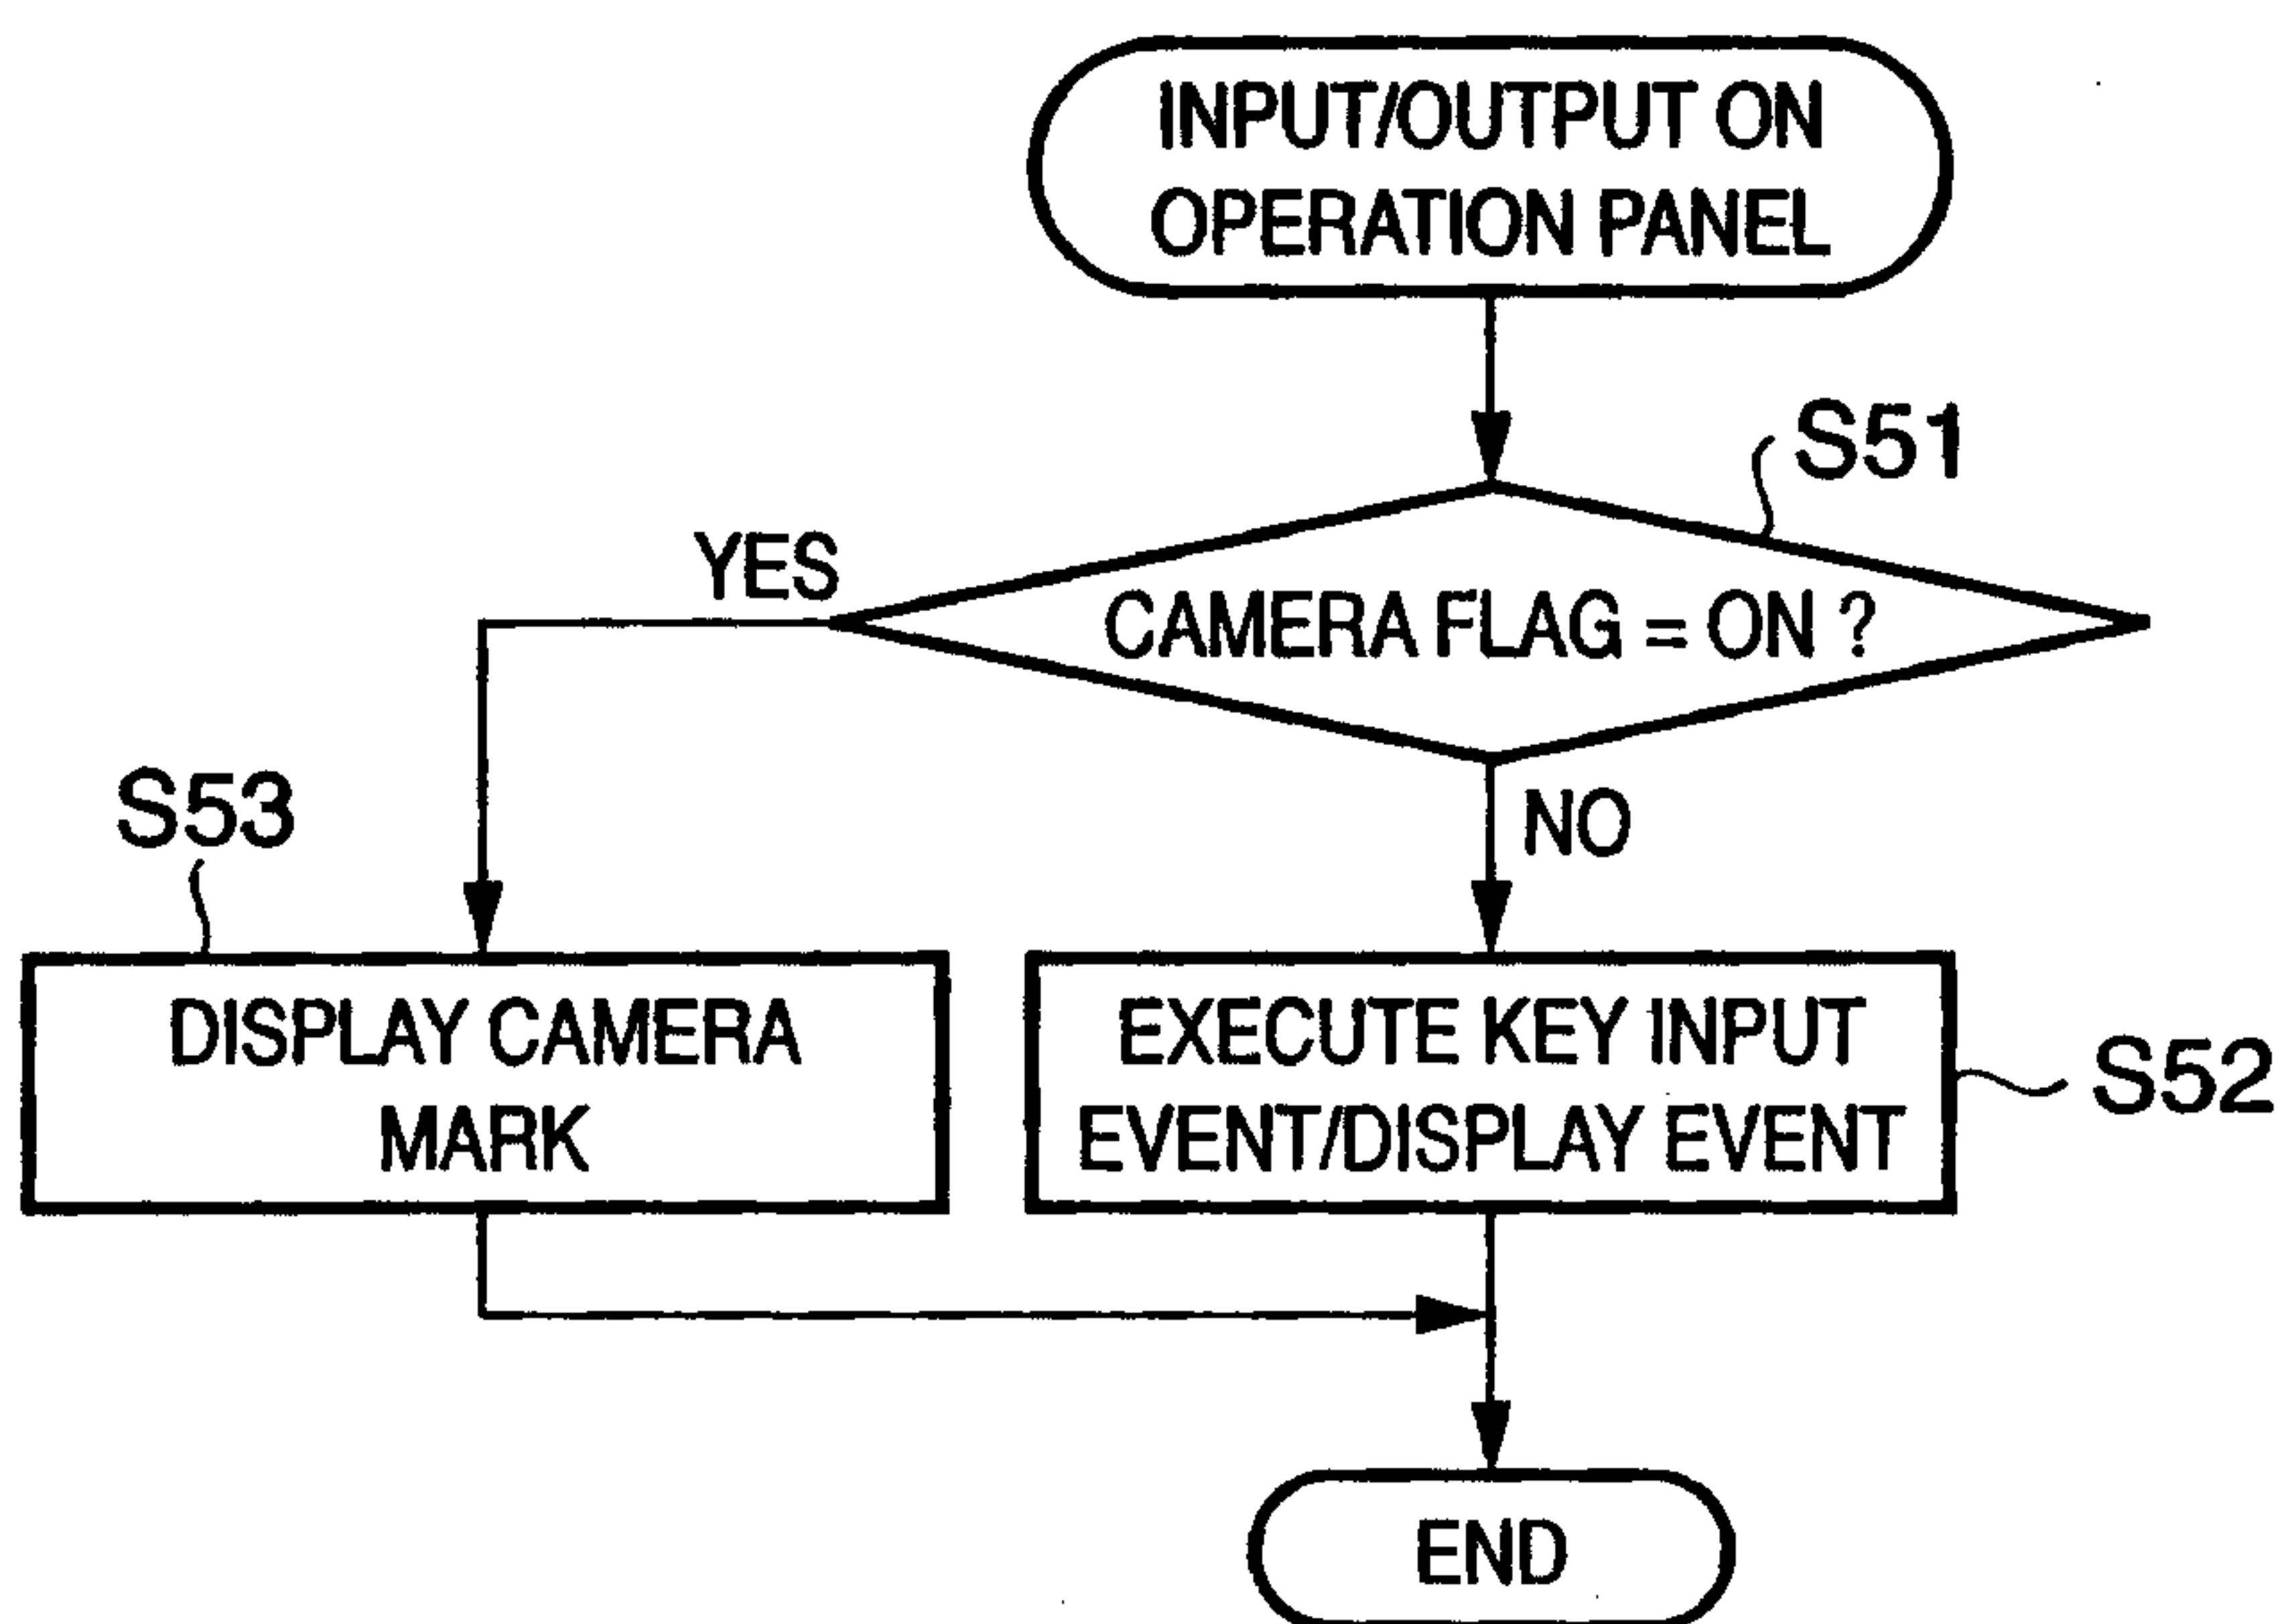 INPUT/OUTPUT ON
OPERATION PANEL
S51
YES
CAMERA FLAG = ON ?
S53
NO
DISPLAY CAMERA
MARK
EXECUTE KEY INPUT
EVENT/DISPLAY EVENT
S52
END